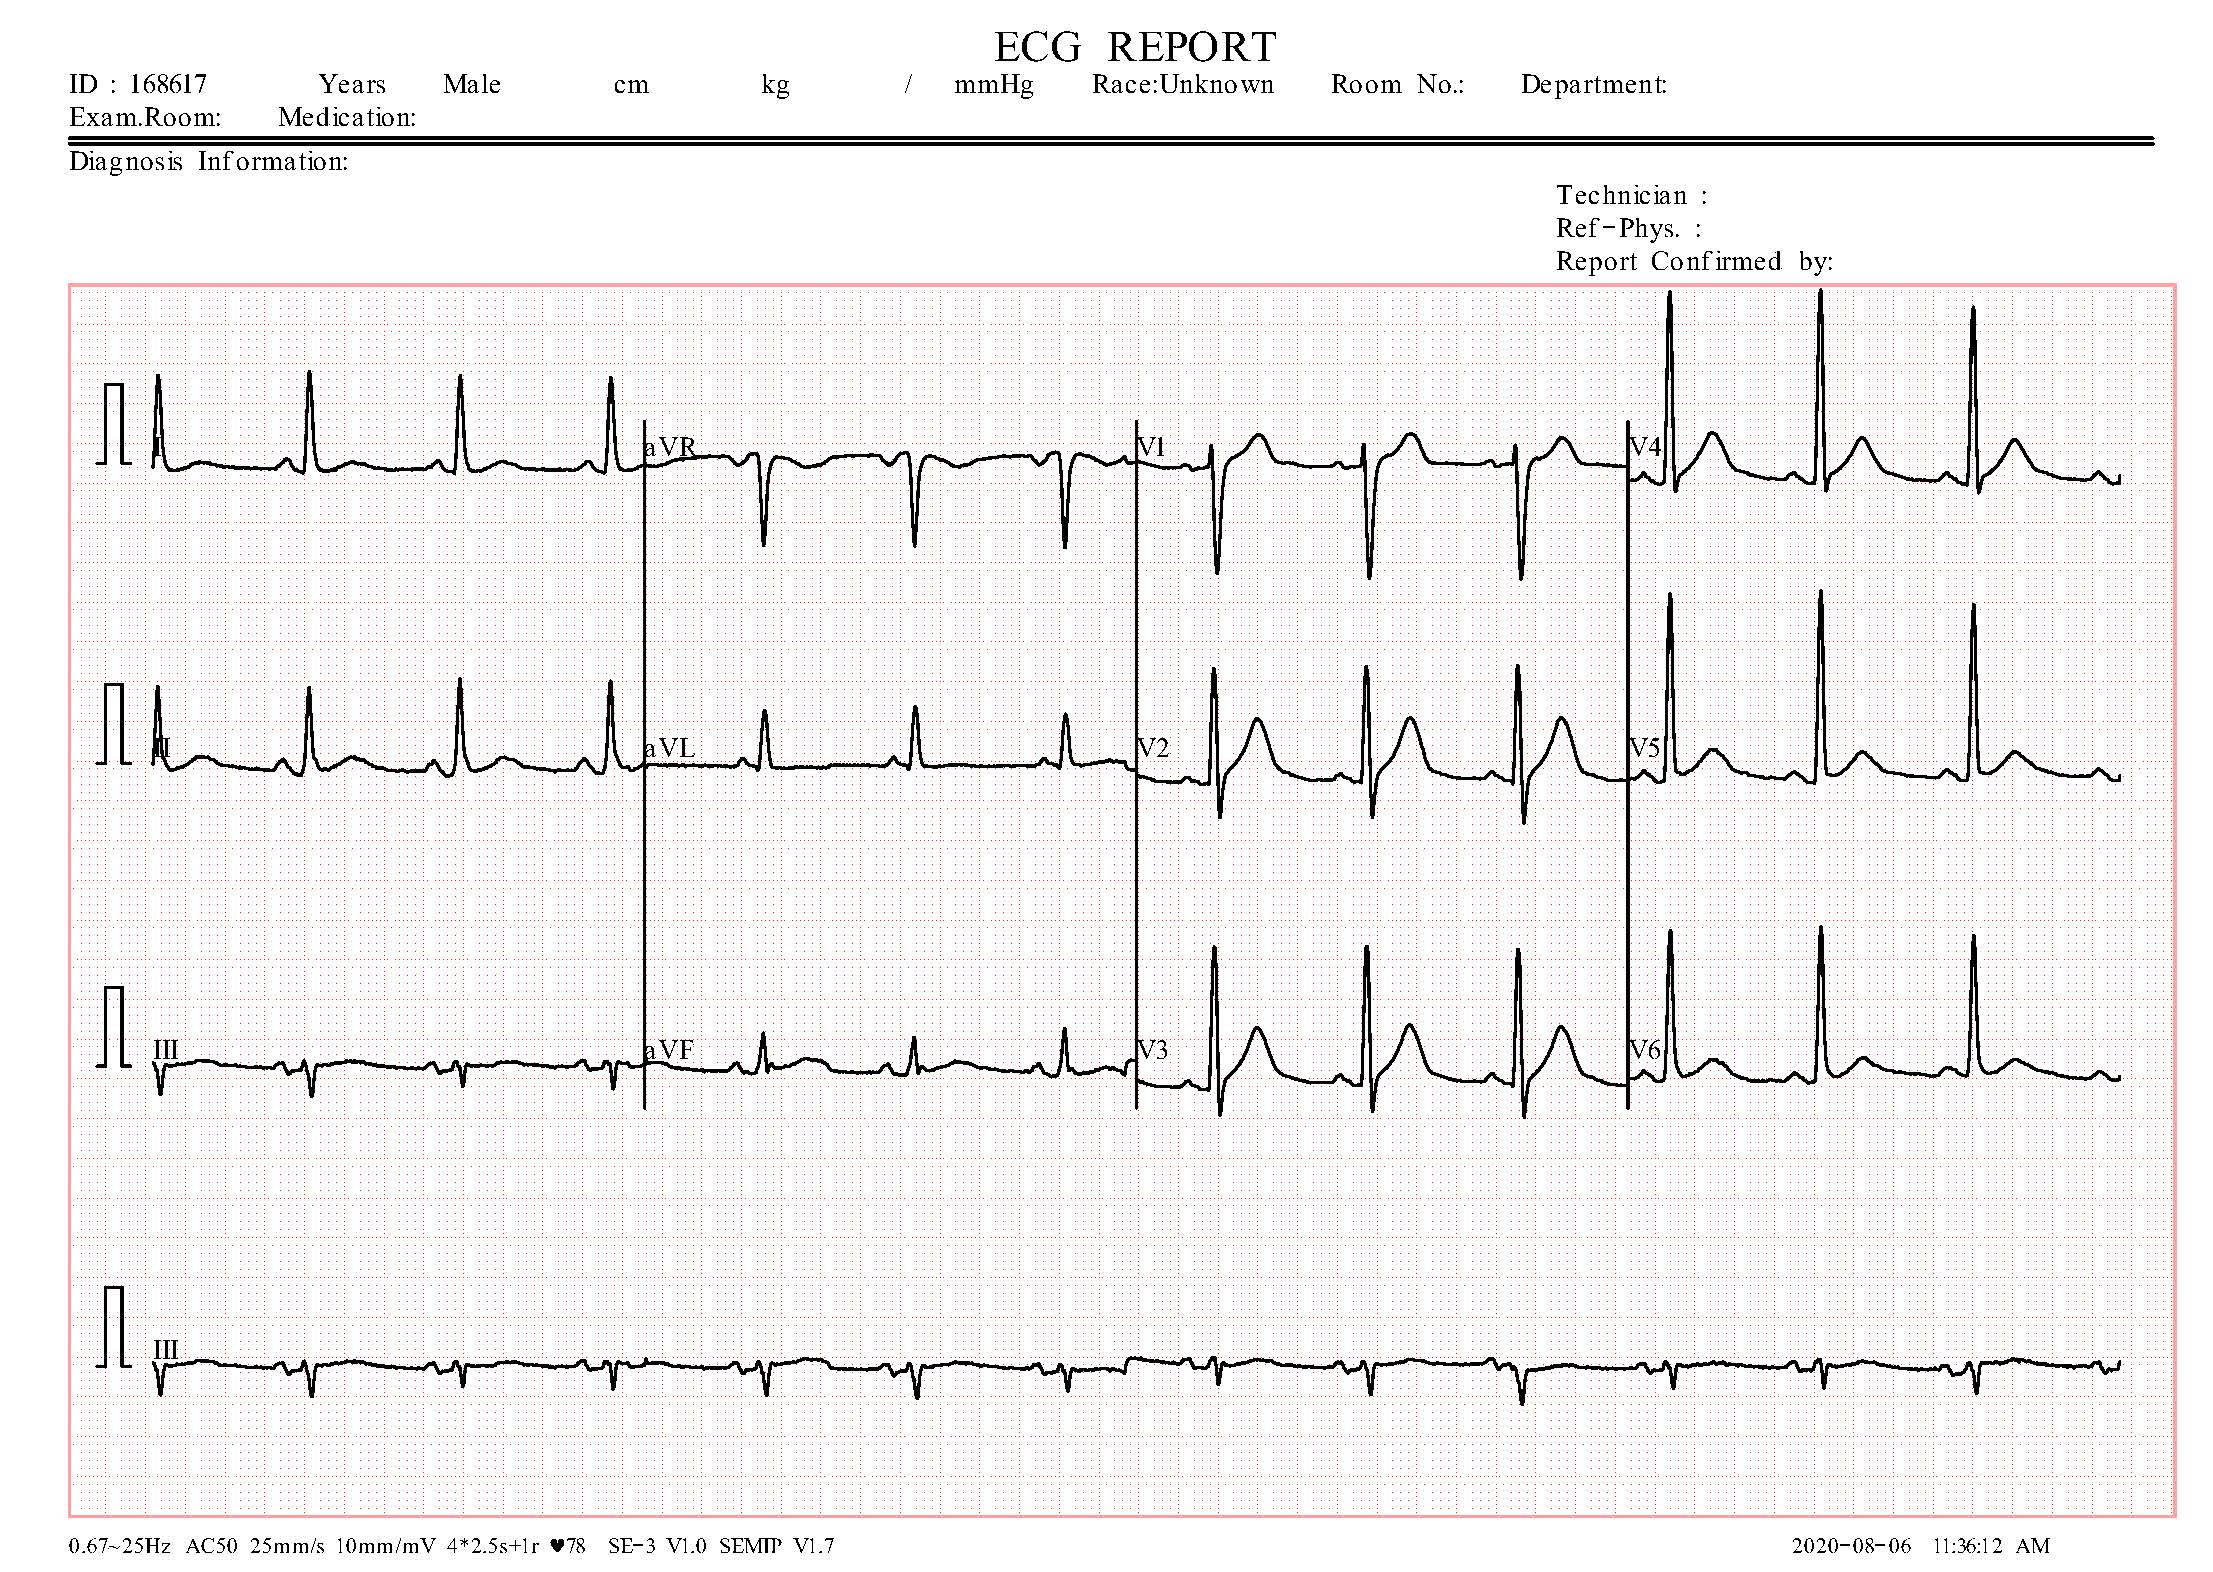 ECG REPORT
ID : 168617 Years Male cm kg / mmHg Race:Unknown Room No.: Department:
Exam.Room: Medication:
Diagnosis Information:
Technician :
Ref-Phys. :
Report Confirmed by:
I aVR V1 V4
II aVL V2 V5
III aVF V3 V6
III
0.67~25Hz AC50 25mm/s 10mm/mV 4*2.5s+1r ♥78 SE-3 V1.0 SEMIP V1.7 2020-08-06 11:36:12 AM